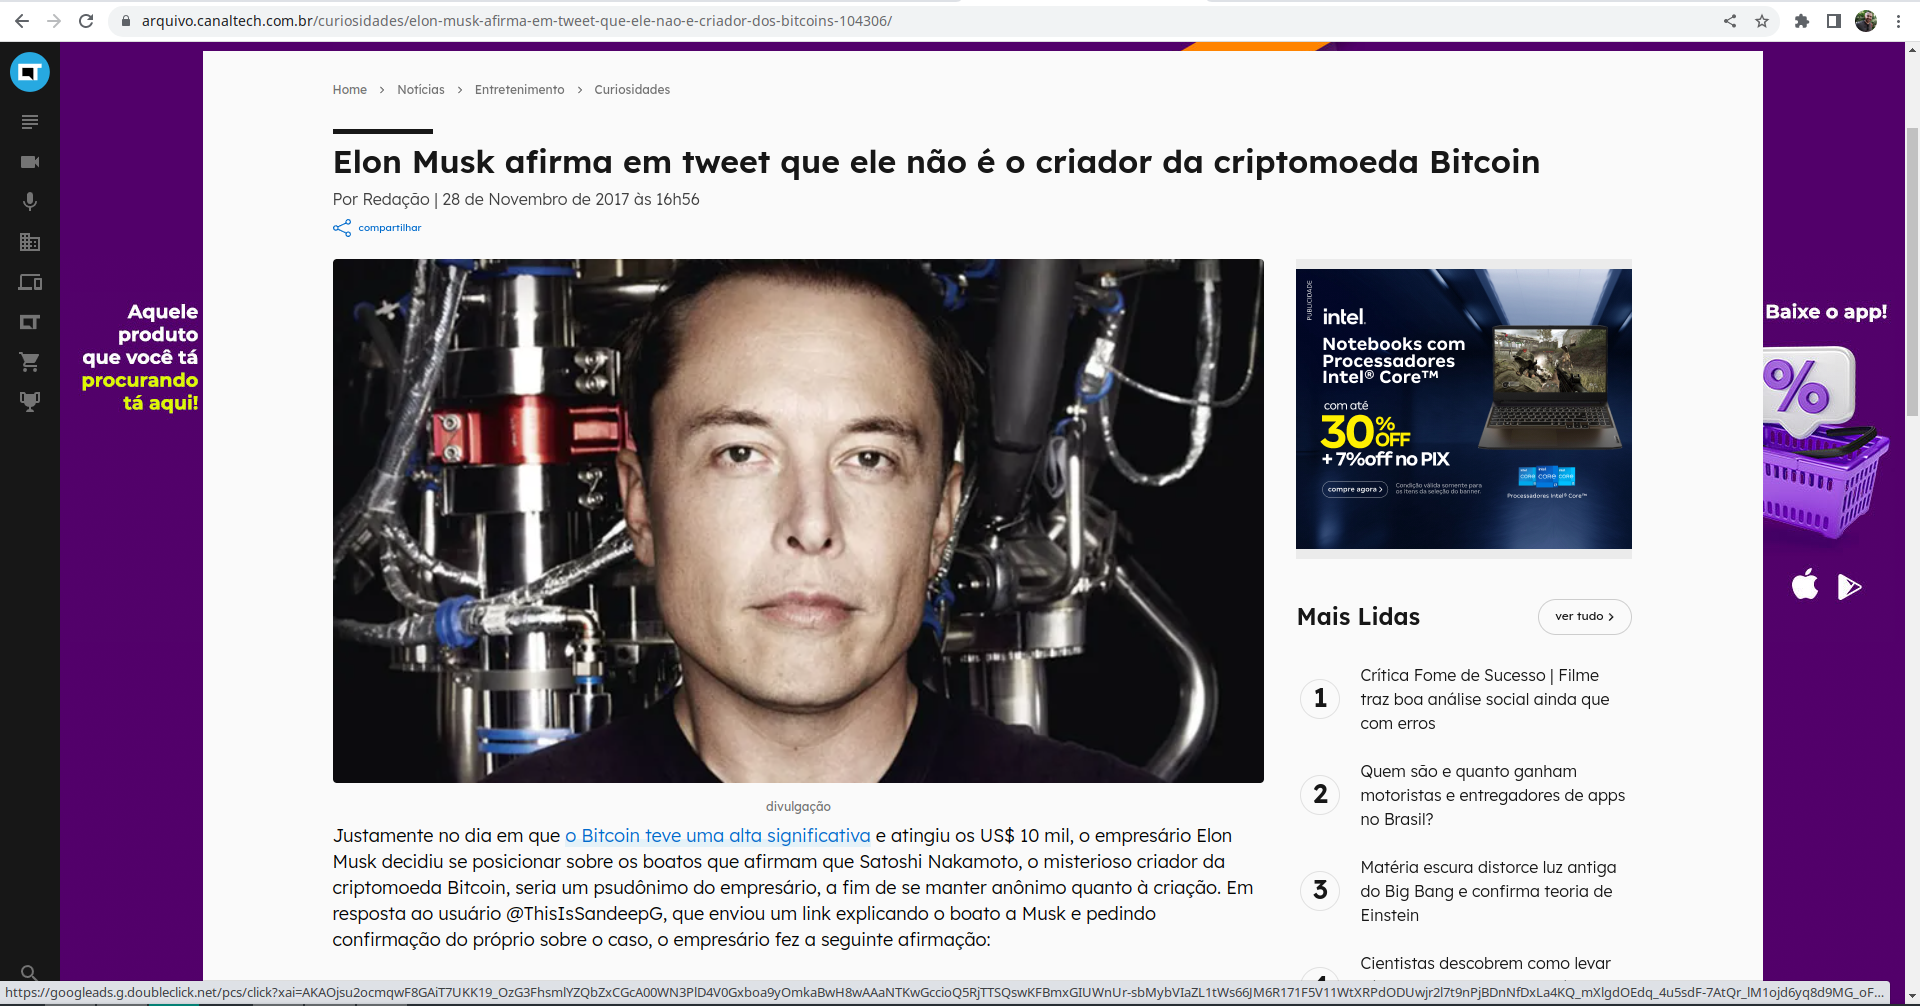 arquivo.canaltech.com.br/curiosidades/elon-musk-afirma-em-tweet-que-ele-nao-e-criador-dos-bitcoins-104306/
Home > Notícias > Entretenimento > Curiosidades
Elon Musk afirma em tweet que ele não é o criador da criptomoeda Bitcoin
Por Redação | 28 de Novembro de 2017 às 16h56
compartilhar
divulgação
Justamente no dia em que o Bitcoin teve uma alta significativa e atingiu os US$ 10 mil, o empresário Elon
Musk decidiu se posicionar sobre os boatos que afirmam que Satoshi Nakamoto, o misterioso criador da
criptomoeda Bitcoin, seria um psudônimo do empresário, a fim de se manter anônimo quanto à criação. Em
resposta ao usuário @ThisIsSandeepG, que enviou um link explicando o boato a Musk e pedindo
confirmação do próprio sobre o caso, o empresário fez a seguinte afirmação:
Aquele
produto
que você tá
procurando
tá aqui!
PUBLICIDADE
intel.
Notebooks com
Processadores
Intel® Core™
com até
30% OFF
+ 7%off no PIX
compre agora >
Condição válida somente para
os itens da seleção do banner.
CORE CORE CORE
Processadores Intel® Core™
Mais Lidas
ver tudo >
1
Crítica Fome de Sucesso | Filme
traz boa análise social ainda que
com erros
2
Quem são e quanto ganham
motoristas e entregadores de apps
no Brasil?
3
Matéria escura distorce luz antiga
do Big Bang e confirma teoria de
Einstein
Cientistas descobrem como levar
Baixe o app!
%